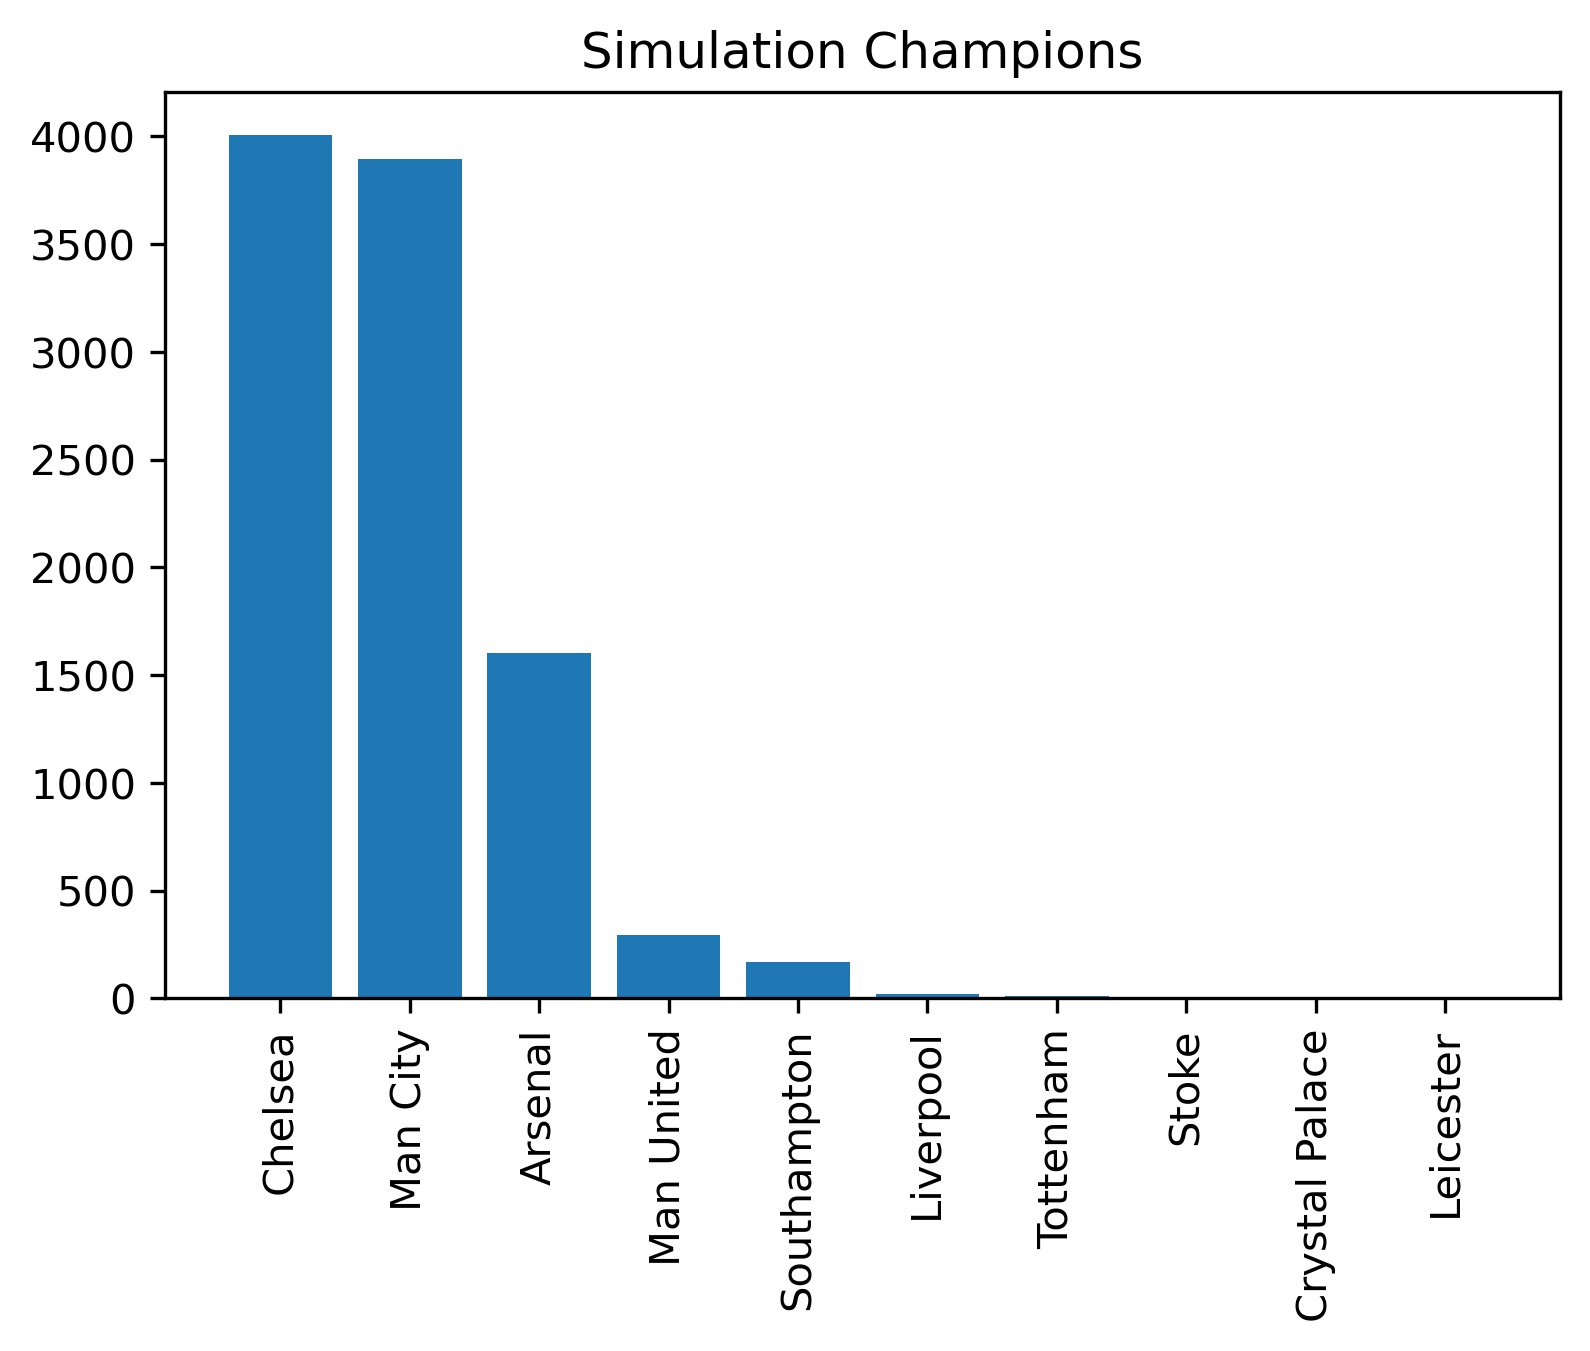 Simulation Champions
4000
3500
3000
2500
2000
1500
1000
500
0
Chelsea
Man City
Arsenal
Man United
Southampton
Liverpool
Tottenham
Stoke
Crystal Palace
Leicester